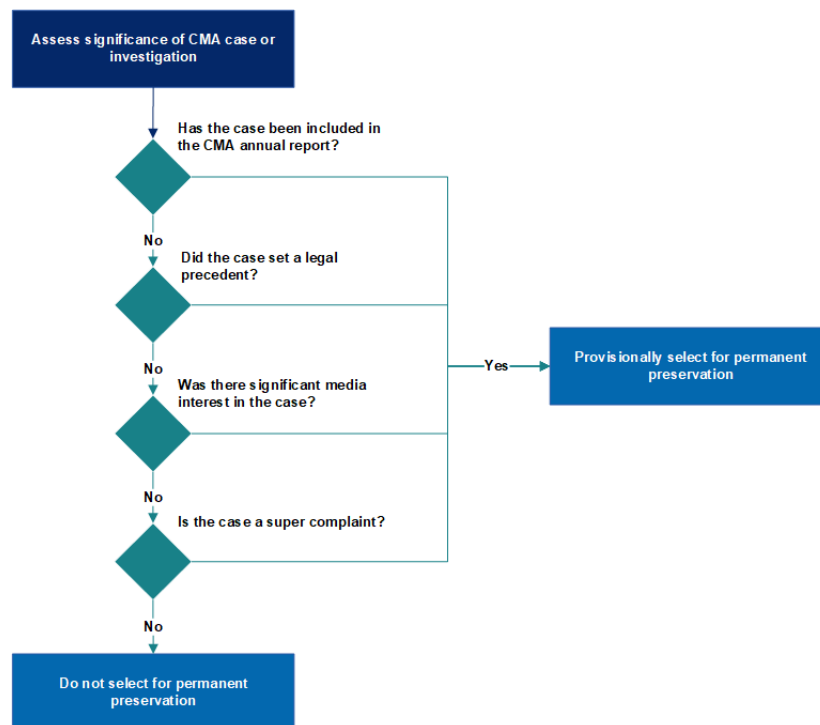 Assess significance of CMA case or
investigation
Has the case been included in
the CMA annual report?
No
Did the case set a legal
precedent?
No
Was there significant media
interest in the case?
No
Is the case a super complaint?
No
Do not select for permanent
preservation
Yes
Provisionally select for permanent
preservation